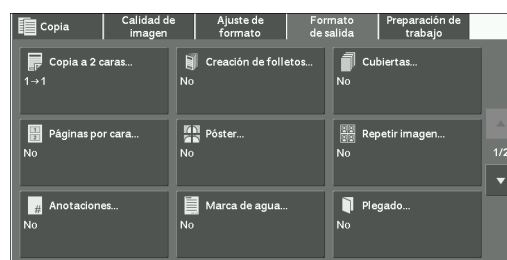 Copia
Calidad de
imagen
Ajuste de
formato
Formato
de salida
Preparación de
trabajo
Copia a 2 caras...
1→1
Creación de folletos...
No
Cubiertas...
No
Páginas por cara...
No
Póster...
No
Repetir imagen...
No
1/2
Anotaciones...
No
Marca de agua...
No
Plegado...
No